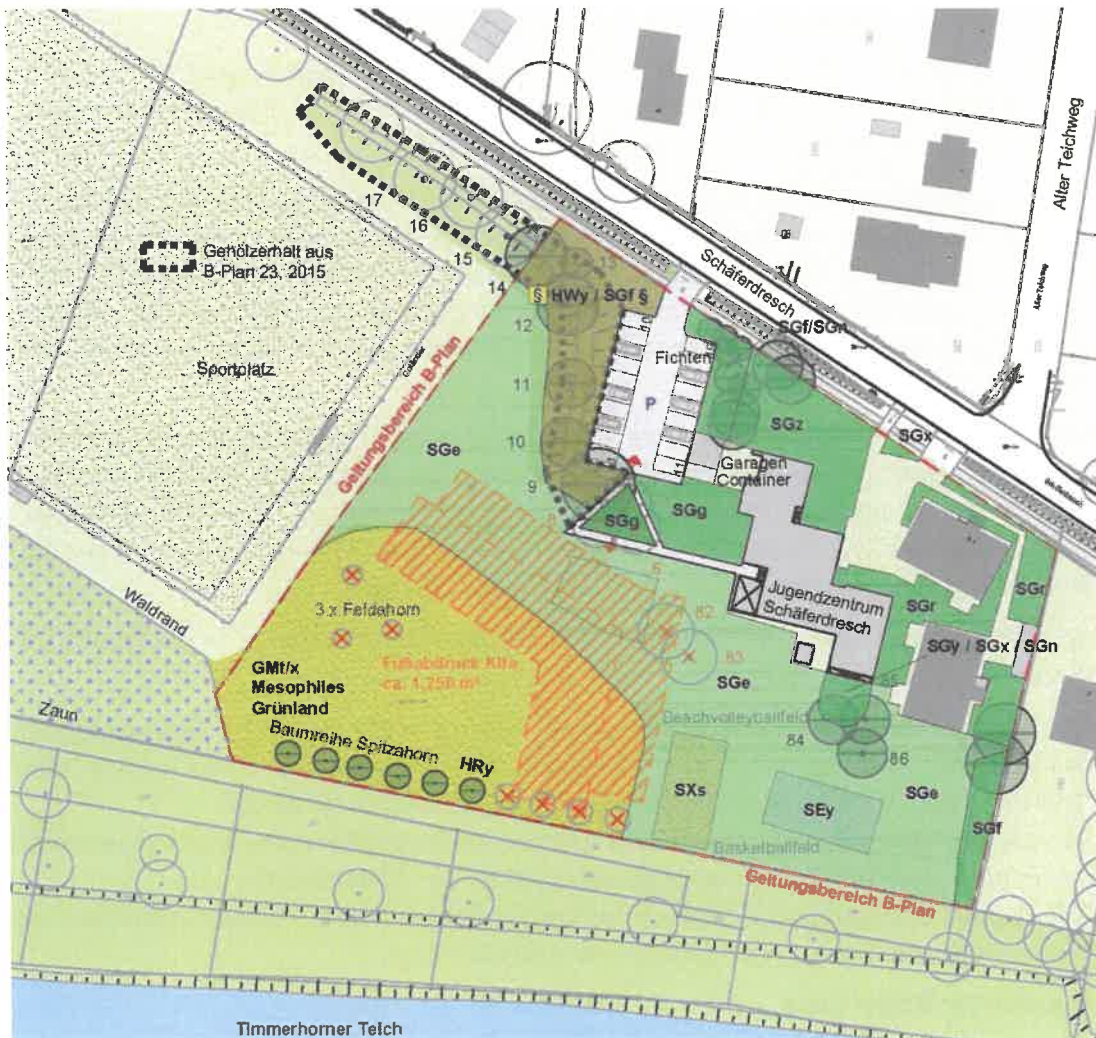 Alter Teichweg
17
16
15
14
13
Gehölzerhalt aus
B-Plan 23, 2015
Schäferdresch
§ HWy / SGf §
12
SGf/SGn
Fichten
Sportplatz
Geltungsbereich B-Plan
11
P
SGz
SGx
10
SGe
Garagen
Container
9
8
SGg
SGg
Waldrand
Jugendzentrum
Schäferdresch
SGr
SGr
3 x Feldahorn
82
83
SGy / SGx / SGn
Fußabdruck Kita
ca. 1.250 m²
GMt/x
Mesophiles
Grünland
SGe
Zaun
Beachvolleyballfeld
84
86
Baumreihe Spitzahorn
HRy
SXs
SEy
SGe
SGf
Basketballfeld
Geltungsbereich B-Plan
Timmerhorner Teich